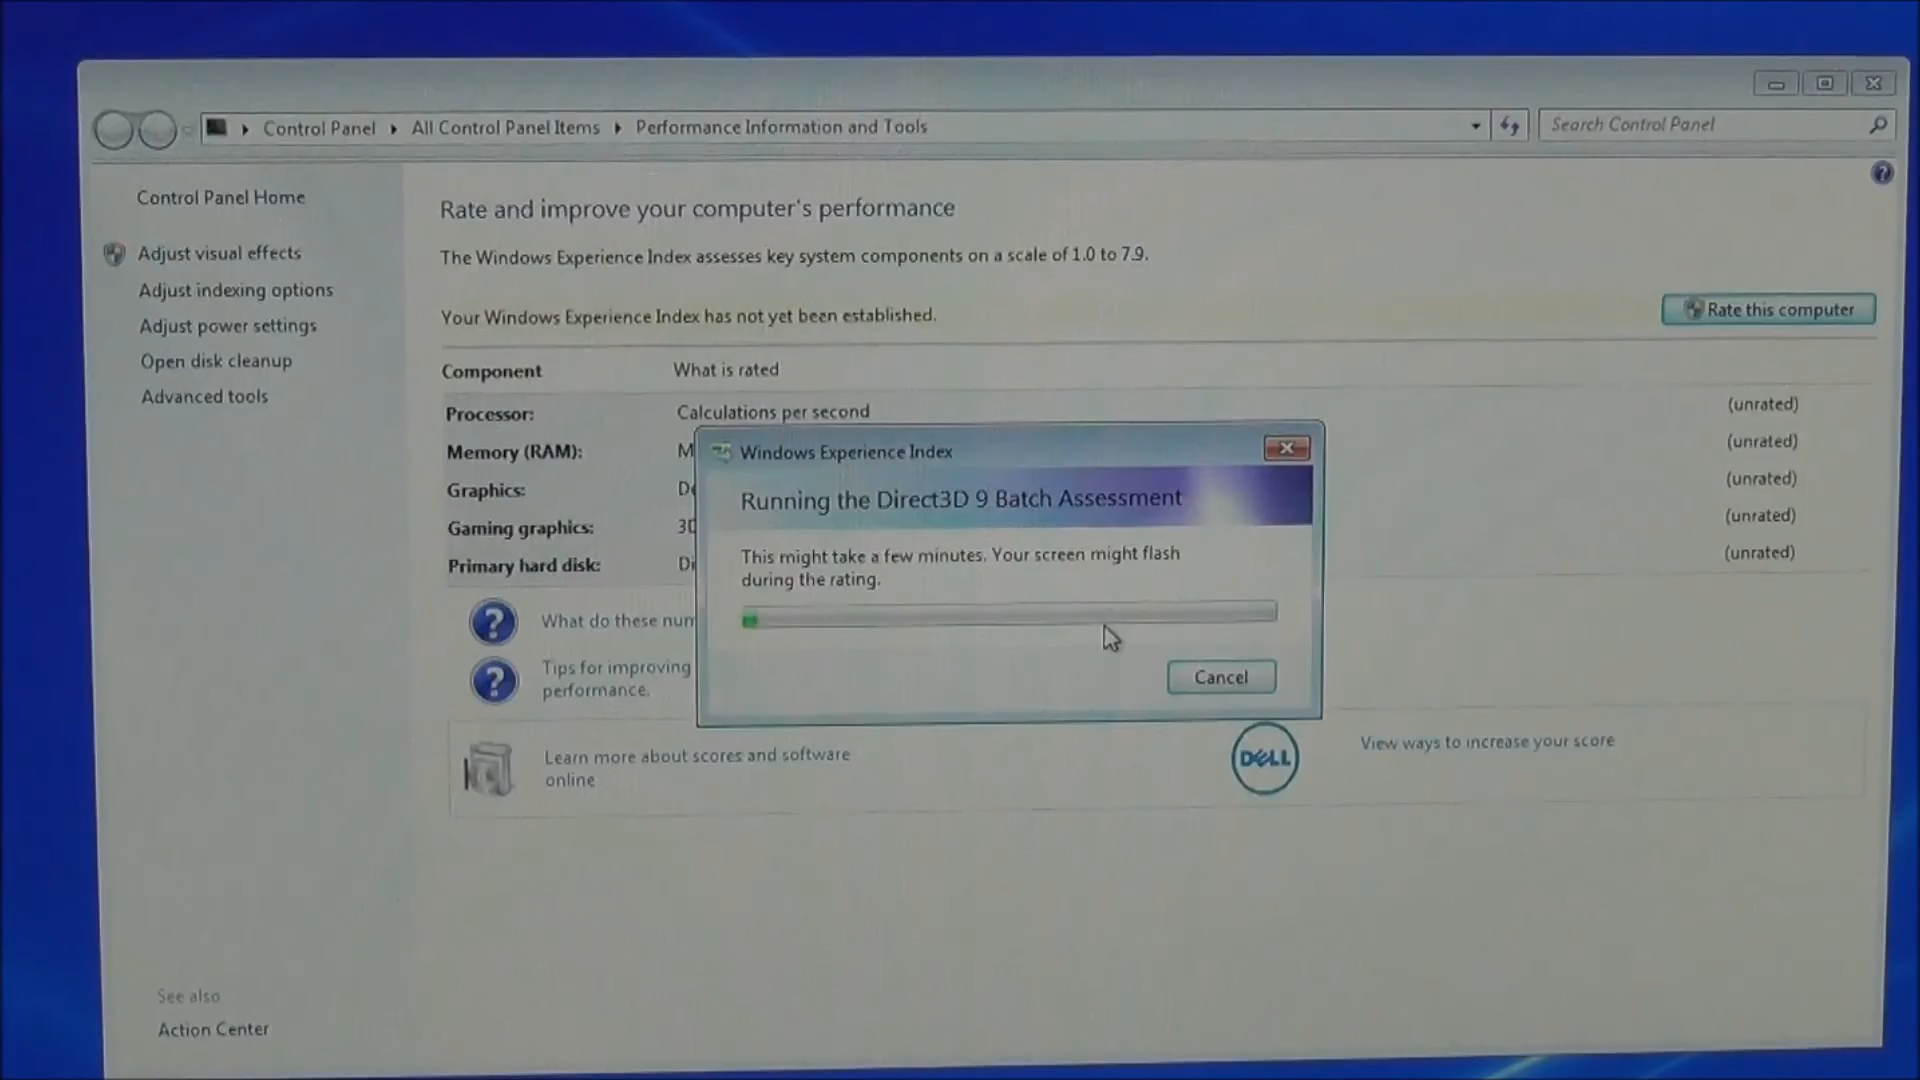 Control Panel ▸ All Control Panel Items ▸ Performance Information and Tools
Search Control Panel
Control Panel Home
Adjust visual effects
Adjust indexing options
Adjust power settings
Open disk cleanup
Advanced tools
Rate and improve your computer's performance
The Windows Experience Index assesses key system components on a scale of 1.0 to 7.9.
Your Windows Experience Index has not yet been established.
Rate this computer
Component What is rated
Processor: Calculations per second (unrated)
Memory (RAM): M (unrated)
Graphics: De (unrated)
Gaming graphics: 3D (unrated)
Primary hard disk: Di (unrated)
Windows Experience Index
Running the Direct3D 9 Batch Assessment
This might take a few minutes. Your screen might flash
during the rating.
Cancel
What do these num
Tips for improving
performance.
Learn more about scores and software
online
DELL
View ways to increase your score
See also
Action Center